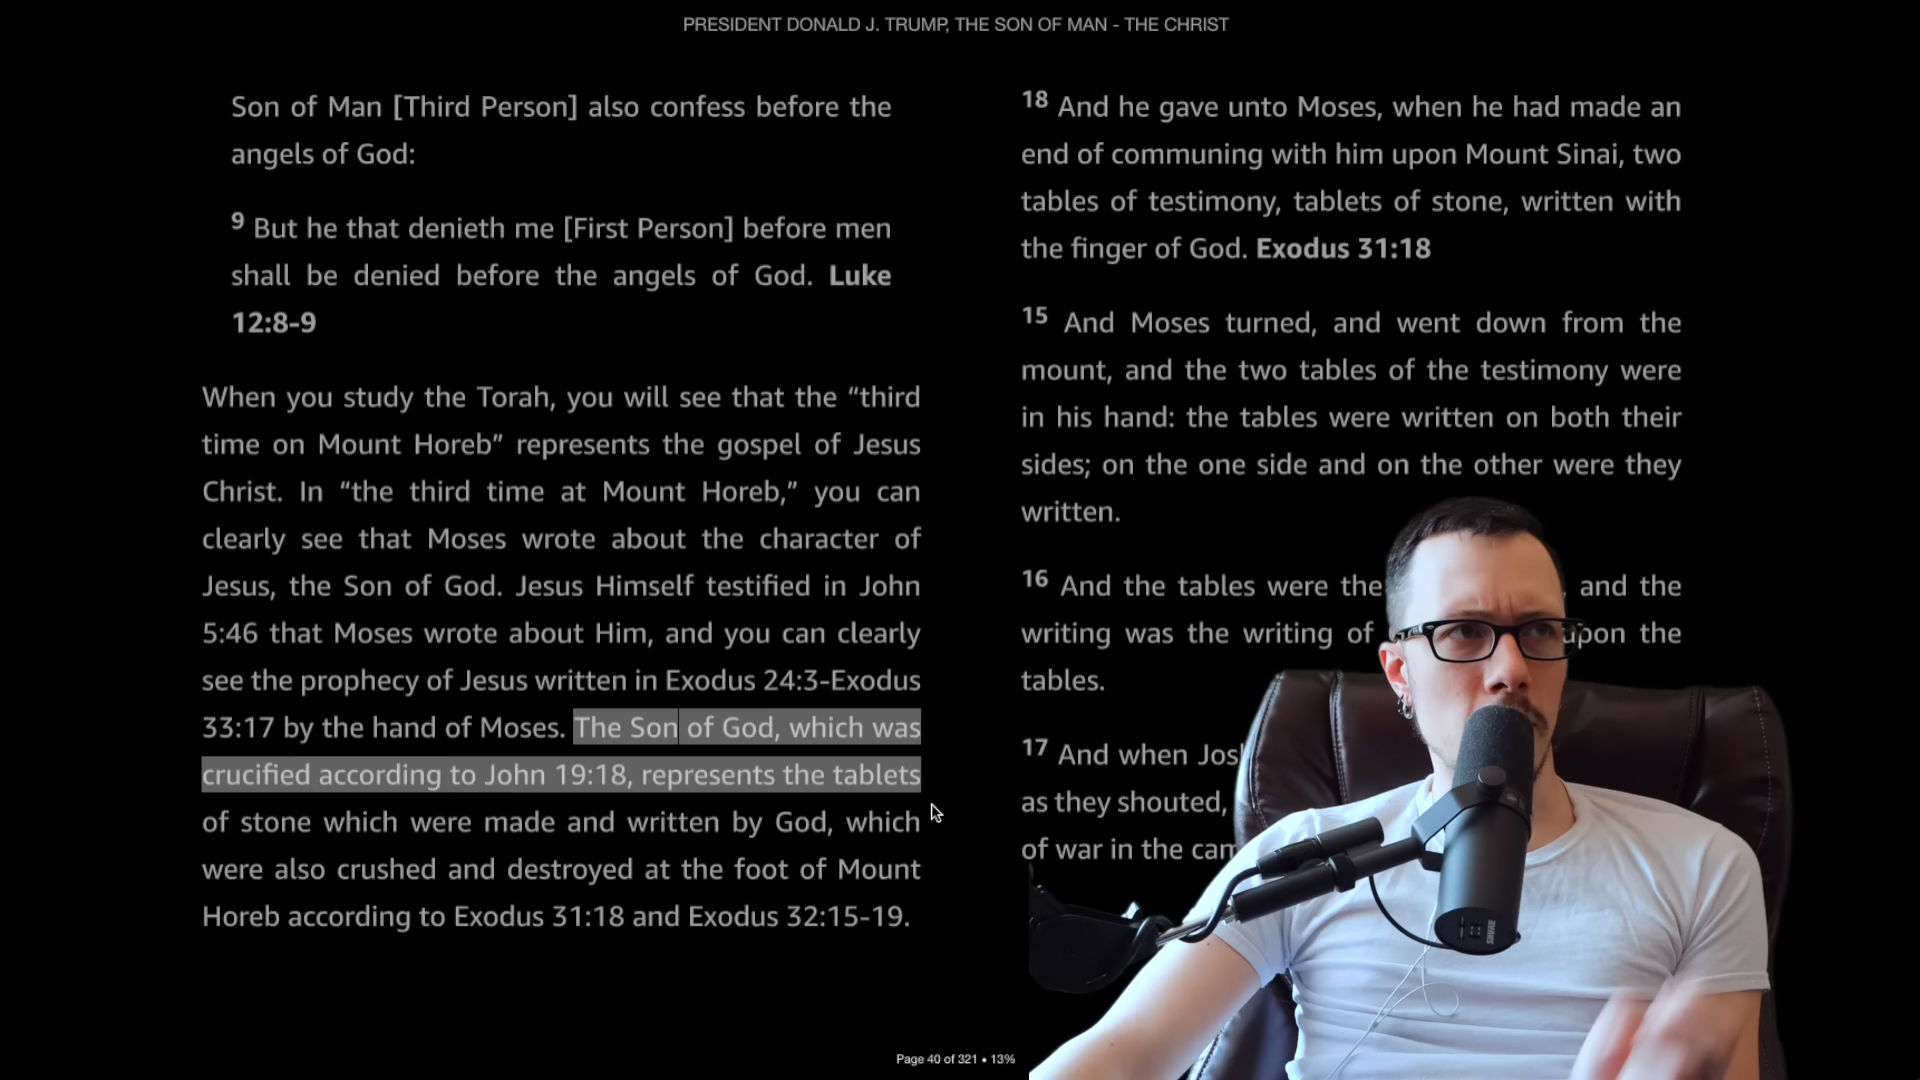 PRESIDENT DONALD J. TRUMP, THE SON OF MAN - THE CHRIST
Son of Man [Third Person] also confess before the
angels of God:
9 But he that denieth me [First Person] before men
shall be denied before the angels of God. Luke
12:8-9
When you study the Torah, you will see that the “third
time on Mount Horeb” represents the gospel of Jesus
Christ. In “the third time at Mount Horeb,” you can
clearly see that Moses wrote about the character of
Jesus, the Son of God. Jesus Himself testified in John
5:46 that Moses wrote about Him, and you can clearly
see the prophecy of Jesus written in Exodus 24:3-Exodus
33:17 by the hand of Moses. The Son of God, which was
crucified according to John 19:18, represents the tablets
of stone which were made and written by God, which
were also crushed and destroyed at the foot of Mount
Horeb according to Exodus 31:18 and Exodus 32:15-19.
18 And he gave unto Moses, when he had made an
end of communing with him upon Mount Sinai, two
tables of testimony, tablets of stone, written with
the finger of God. Exodus 31:18
15 And Moses turned, and went down from the
mount, and the two tables of the testimony were
in his hand: the tables were written on both their
sides; on the one side and on the other were they
written.
16 And the tables were the and the
writing was the writing of upon the
tables.
17 And when
as they shouted,
of war in the
Page 40 of 321 • 13%